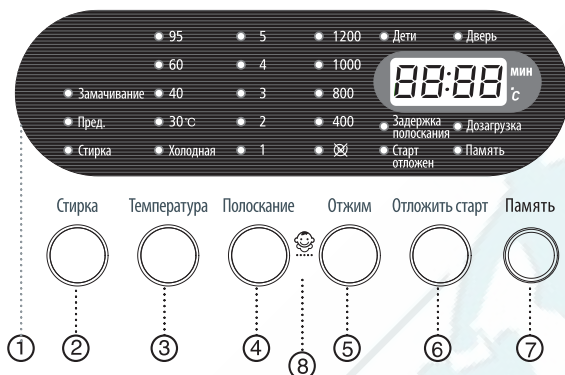 95 5 1200 Дети Дверь
60 4 1000
88:88 мин
°C
Замачивание 40 3 800
Пред. 30°C 2 400 Задержка полоскания Дозагрузка
Стирка Холодная 1 Старт отложен Память
Стирка Температура Полоскание Отжим Отложить старт Память
1 2 3 4 8 5 6 7